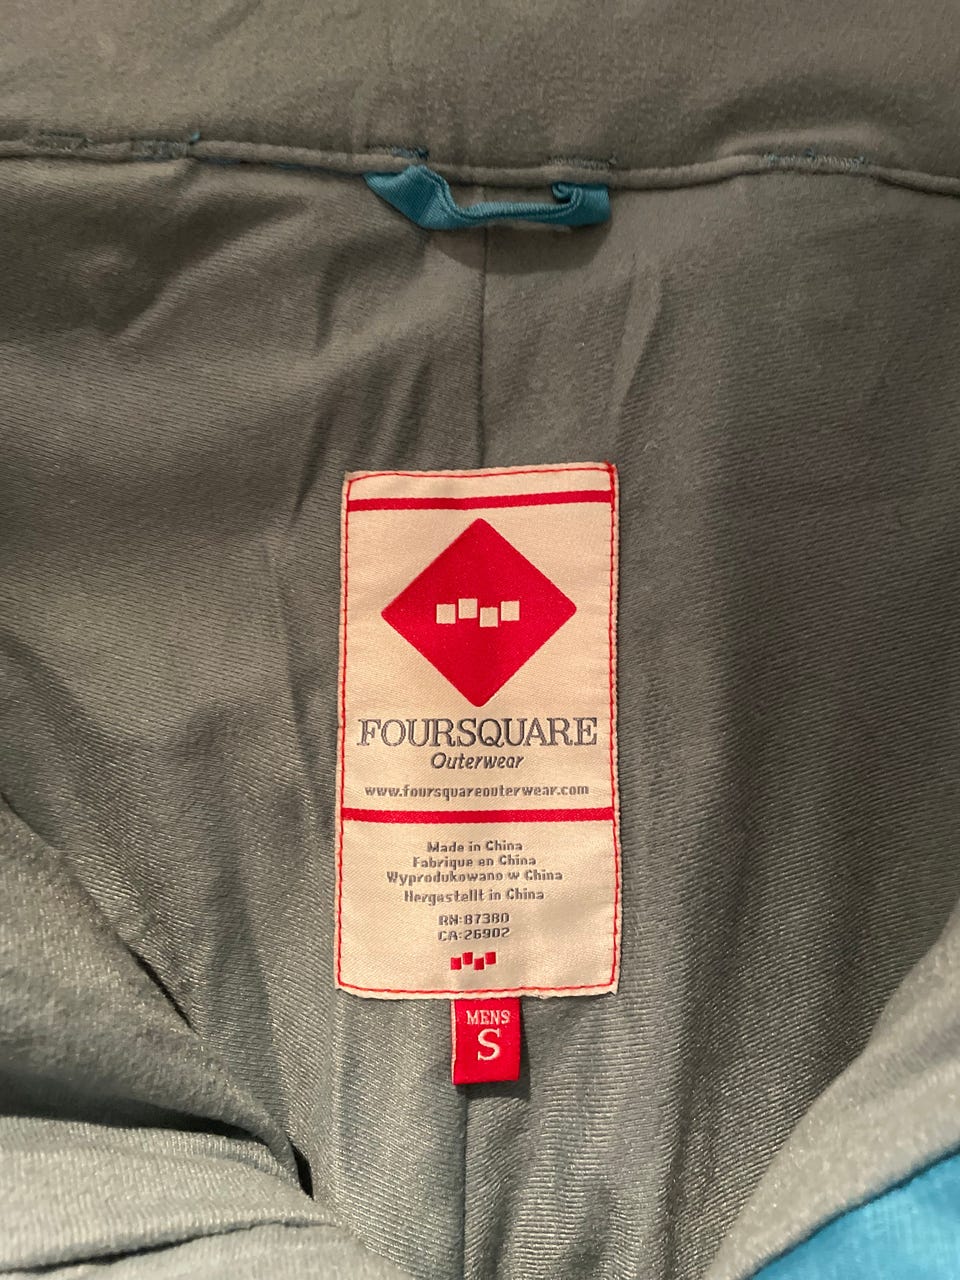 FOURSQUARE
Outerwear
www.foursquareouterwear.com
Made in China
Fabrique en China
Wyprodukowano w China
Hergestellt in China
RN:87380
CA:26902
MENS
S